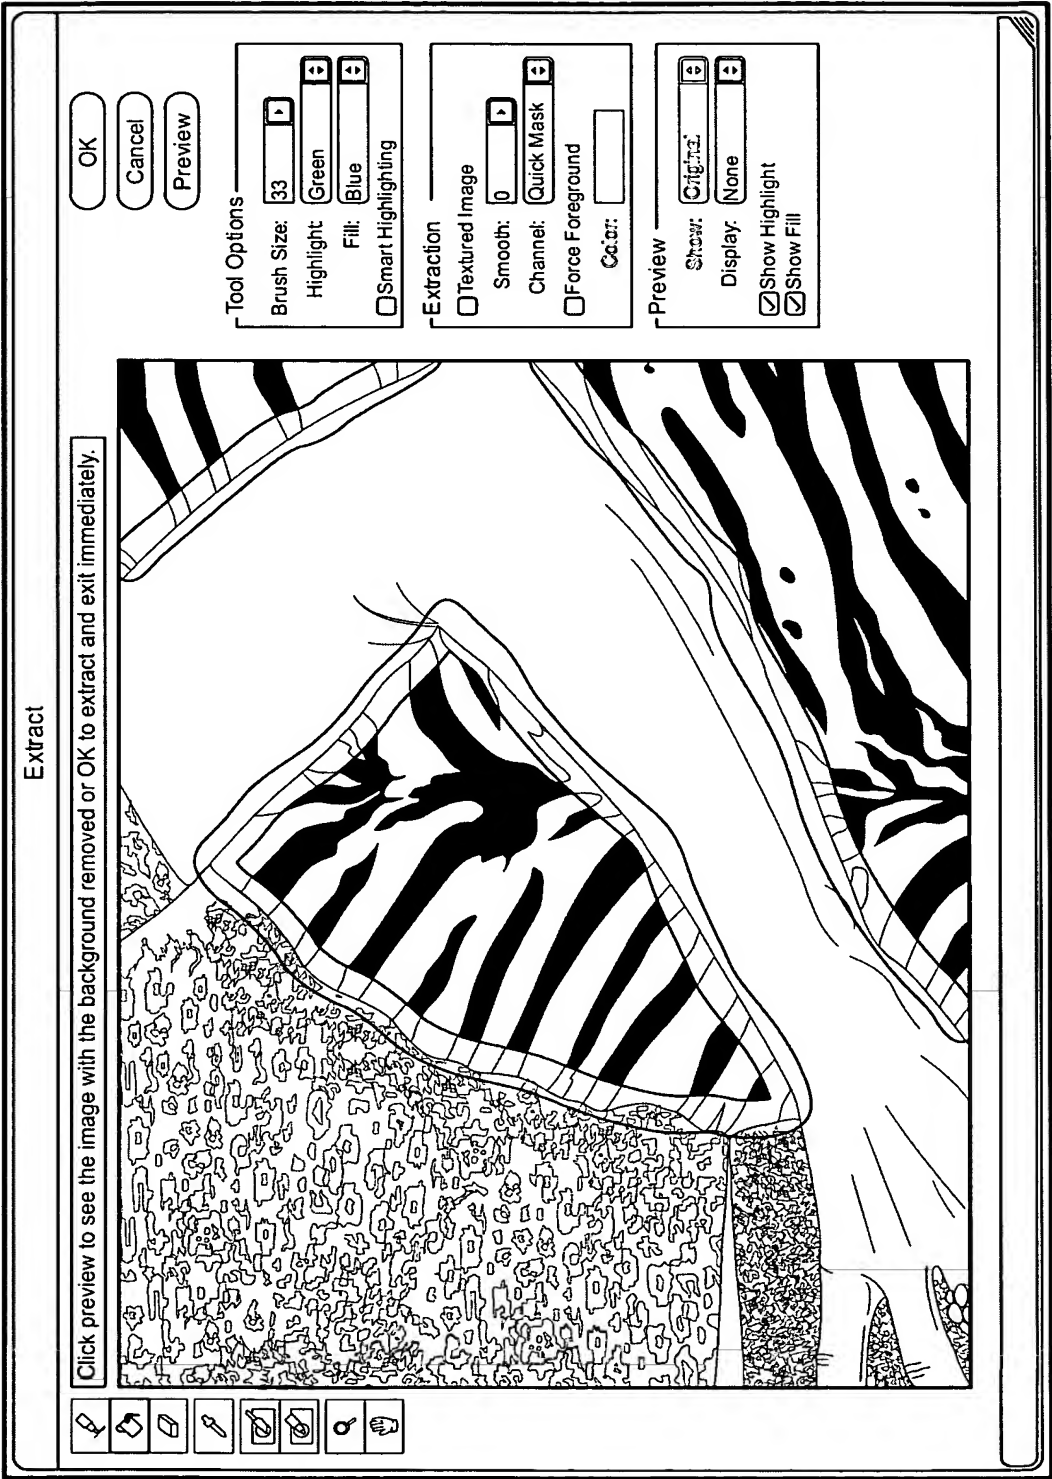 Extract
Click preview to see the image with the background removed or OK to extract and exit immediately.
OK
Cancel
Preview
Tool Options
Brush Size: 33
Highlight: Green
Fill: Blue
Smart Highlighting
Extraction
Textured Image
Smooth: 0
Channel: Quick Mask
Force Foreground
Color:
Preview
Show: Original
Display: None
Show Highlight
Show Fill